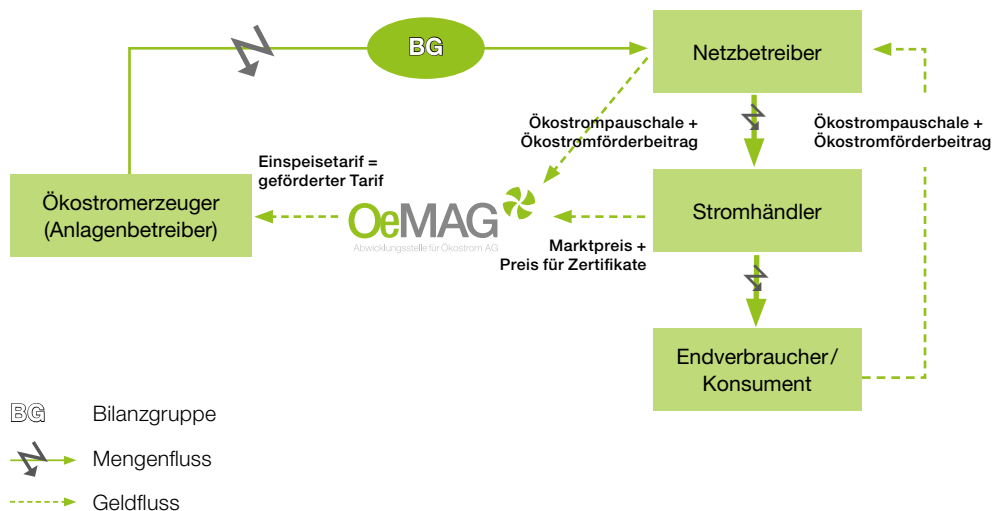 BG
Netzbetreiber
Ökostrompauschale +
Ökostromförderbeitrag
Ökostrompauschale +
Ökostromförderbeitrag
Einspeisetarif =
geförderter Tarif
Ökostromerzeuger
(Anlagenbetreiber)
OeMAG
Abwicklungsstelle für Ökostrom AG
Stromhändler
Marktpreis +
Preis für Zertifikate
Endverbraucher/
Konsument
BG Bilanzgruppe
Mengenfluss
Geldfluss